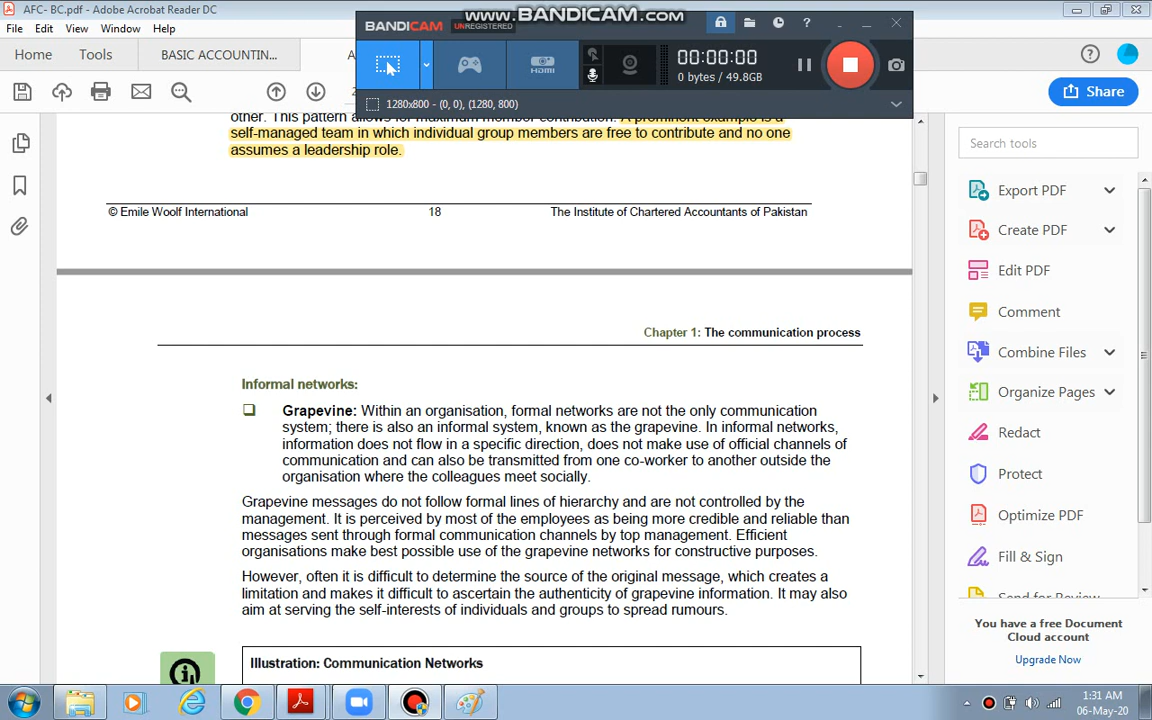 AFC- BC.pdf - Adobe Acrobat Reader DC
www.BANDICAM.com
File Edit View Window Help
BANDICAM UNREGISTERED
Home Tools BASIC ACCOUNTIN...
HDMI
00:00:00
0 bytes / 49.8GB
Share
1280x800 - (0, 0), (1280, 800)
other. This pattern allows for maximum member contribution. A prominent example is a
self-managed team in which individual group members are free to contribute and no one
assumes a leadership role.
© Emile Woolf International 18 The Institute of Chartered Accountants of Pakistan
Chapter 1: The communication process
Informal networks:
Grapevine: Within an organisation, formal networks are not the only communication
system; there is also an informal system, known as the grapevine. In informal networks,
information does not flow in a specific direction, does not make use of official channels of
communication and can also be transmitted from one co-worker to another outside the
organisation where the colleagues meet socially.
Grapevine messages do not follow formal lines of hierarchy and are not controlled by the
management. It is perceived by most of the employees as being more credible and reliable than
messages sent through formal communication channels by top management. Efficient
organisations make best possible use of the grapevine networks for constructive purposes.
However, often it is difficult to determine the source of the original message, which creates a
limitation and makes it difficult to ascertain the authenticity of grapevine information. It may also
aim at serving the self-interests of individuals and groups to spread rumours.
Illustration: Communication Networks
Search tools
Export PDF
Create PDF
Edit PDF
Comment
Combine Files
Organize Pages
Redact
Protect
Optimize PDF
Fill & Sign
Send for Review
You have a free Document
Cloud account
Upgrade Now
1:31 AM
06-May-20